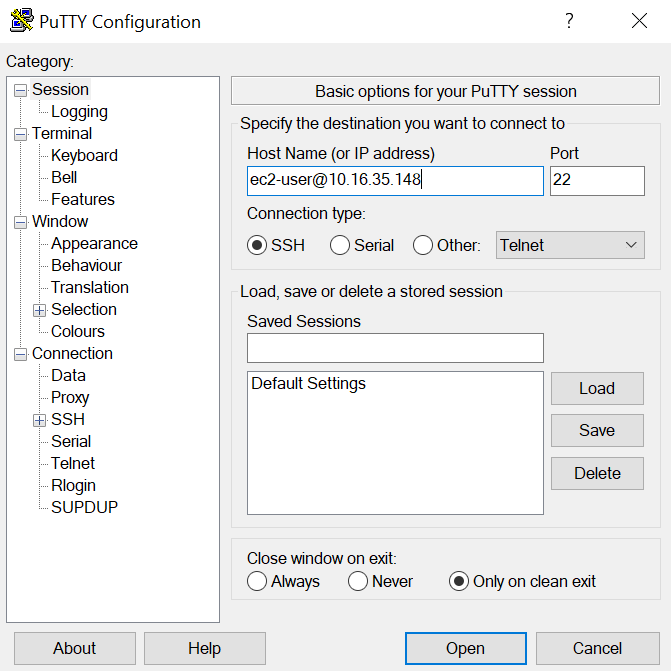 PuTTY Configuration
?
Category:
Session
Logging
Terminal
Keyboard
Bell
Features
Window
Appearance
Behaviour
Translation
Selection
Colours
Connection
Data
Proxy
SSH
Serial
Telnet
Rlogin
SUPDUP
Basic options for your PuTTY session
Specify the destination you want to connect to
Host Name (or IP address) Port
ec2-user@10.16.35.148 22
Connection type:
SSH Serial Other: Telnet
Load, save or delete a stored session
Saved Sessions
Default Settings
Load
Save
Delete
Close window on exit:
Always Never Only on clean exit
About Help Open Cancel